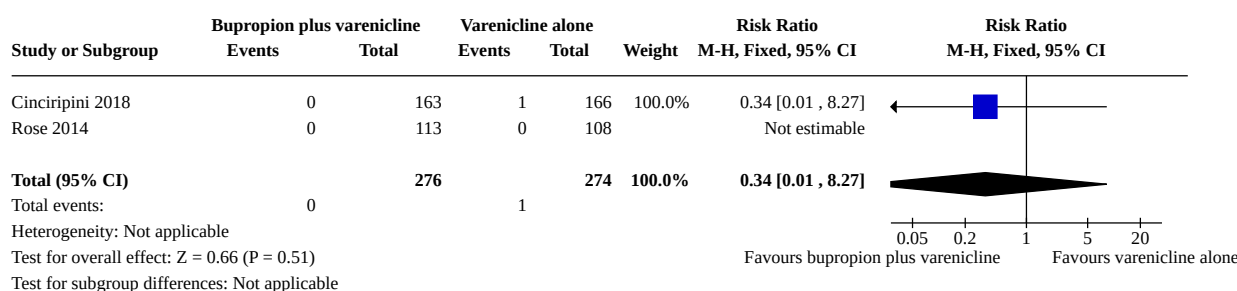 Bupropion plus varenicline Varenicline alone Risk Ratio Risk Ratio
Study or Subgroup Events Total Events Total Weight M-H, Fixed, 95% CI M-H, Fixed, 95% CI
Cinciripini 2018 0 163 1 166 100.0% 0.34 [0.01 , 8.27]
Rose 2014 0 113 0 108 Not estimable
Total (95% CI) 276 274 100.0% 0.34 [0.01 , 8.27]
Total events: 0 1
Heterogeneity: Not applicable
0.05 0.2 1 5 20
Test for overall effect: Z = 0.66 (P = 0.51) Favours bupropion plus varenicline Favours varenicline alone
Test for subgroup differences: Not applicable